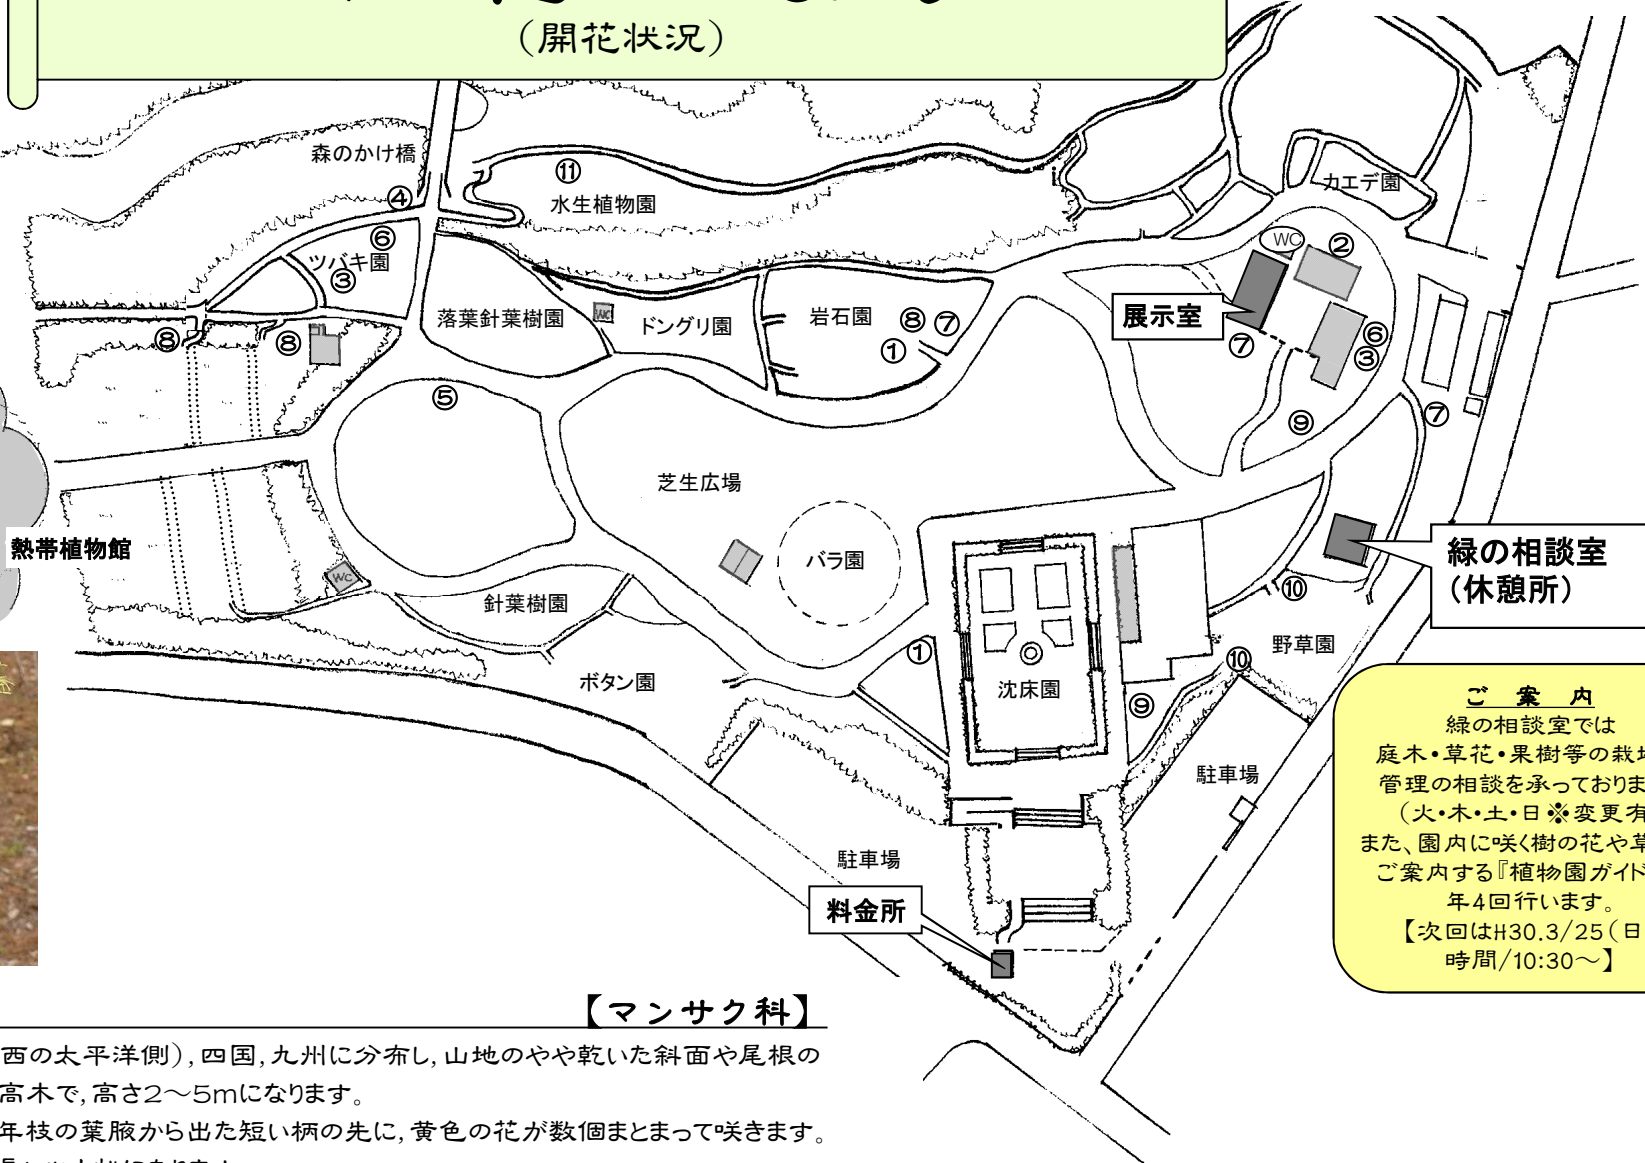 (開花状況)
森のかけ橋
④
⑪
水生植物園
カエデ園
WC
②
⑥
ツバキ園
③
展示室
落葉針葉樹園
WC
ドングリ園
岩石園
⑧
⑦
①
⑧
⑧
⑦
⑥
③
⑤
⑨
⑦
芝生広場
熱帯植物館
バラ園
緑の相談室
(休憩所)
WC
針葉樹園
⑩
野草園
①
⑩
ボタン園
沈床園
⑨
駐車場
駐車場
料金所
ご 案 内
緑の相談室では
庭木・草花・果樹等の栽
管理の相談を承っておりま
(火・木・土・日※変更有
また、園内に咲く樹の花や草
ご案内する『植物園ガイド
年4回行います。
【次回はH30.3/25(日
時間/10:30～】
【マンサク科】
西の太平洋側),四国,九州に分布し,山地のやや乾いた斜面や尾根の
高木で,高さ2～5mになります。
年枝の葉腋から出た短い柄の先に,黄色の花が数個まとまって咲きます。